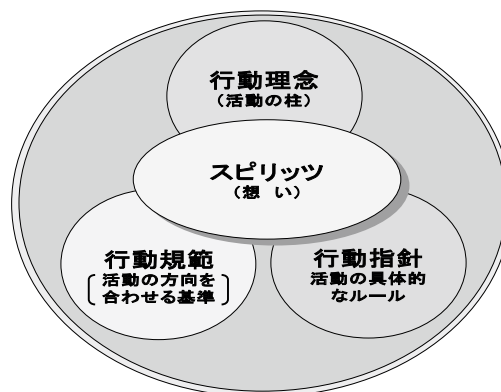 行動理念
（活動の柱）
スピリッツ
（想 い）
行動規範
活動の方向を
合わせる基準
行動指針
活動の具体的
なルール